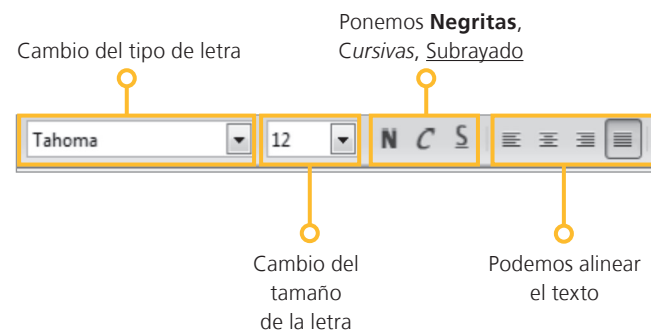 Ponemos Negritas,
Cambio del tipo de letra
Cursivas, Subrayado
Tahoma
12
N C S
Cambio del
tamaño
de la letra
Podemos alinear
el texto